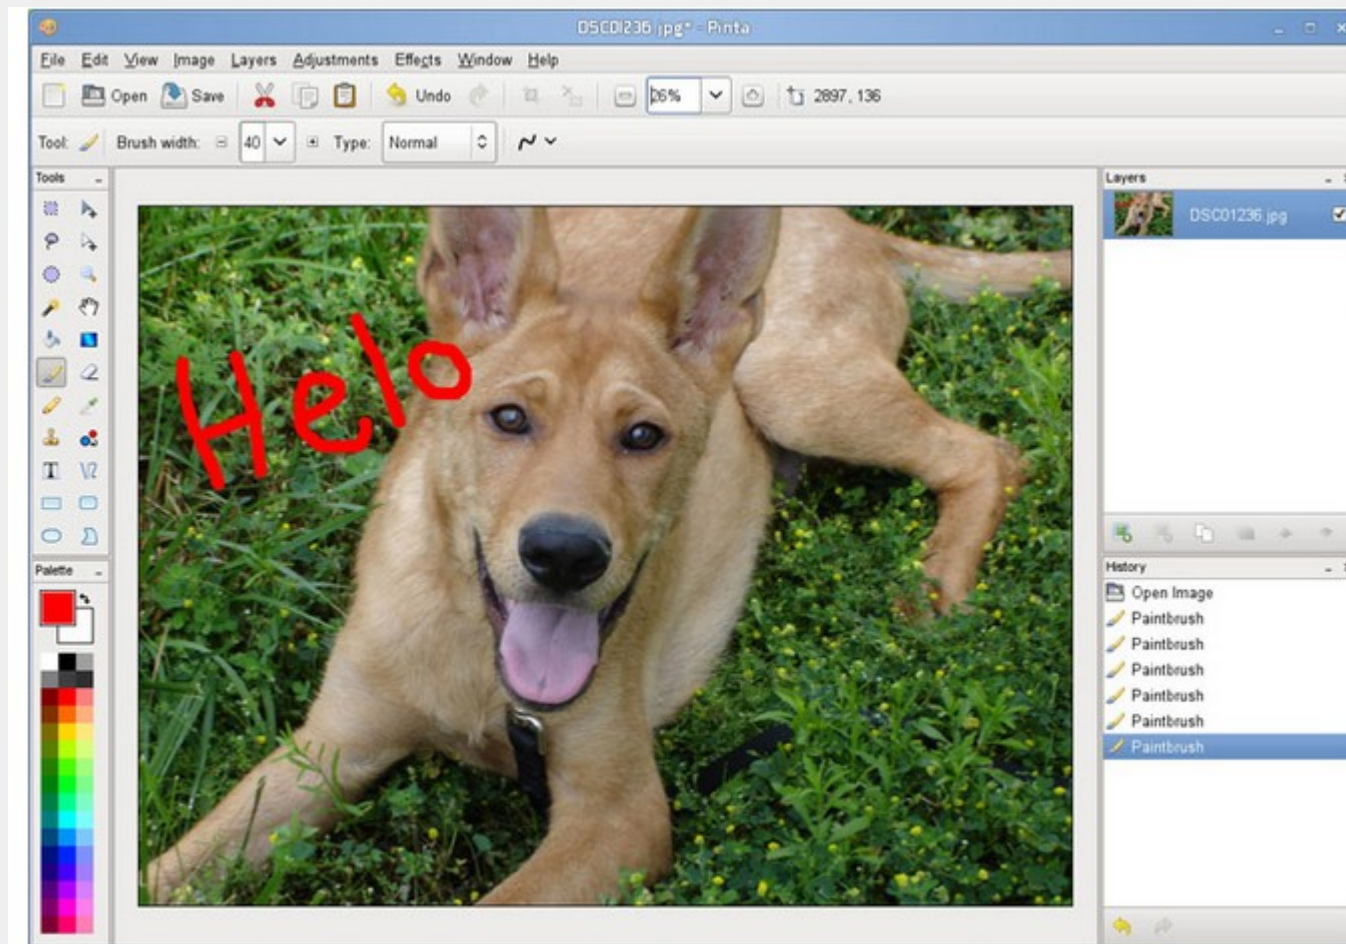 DSC01236.jpg* - Pinta
File Edit View Image Layers Adjustments Effects Window Help
Open Save Undo 26% 2897, 136
Tool: Brush width: 40 Type: Normal
Tools
Layers
DSC01236.jpg
Helo
Palette
History
Open Image
Paintbrush
Paintbrush
Paintbrush
Paintbrush
Paintbrush
Paintbrush